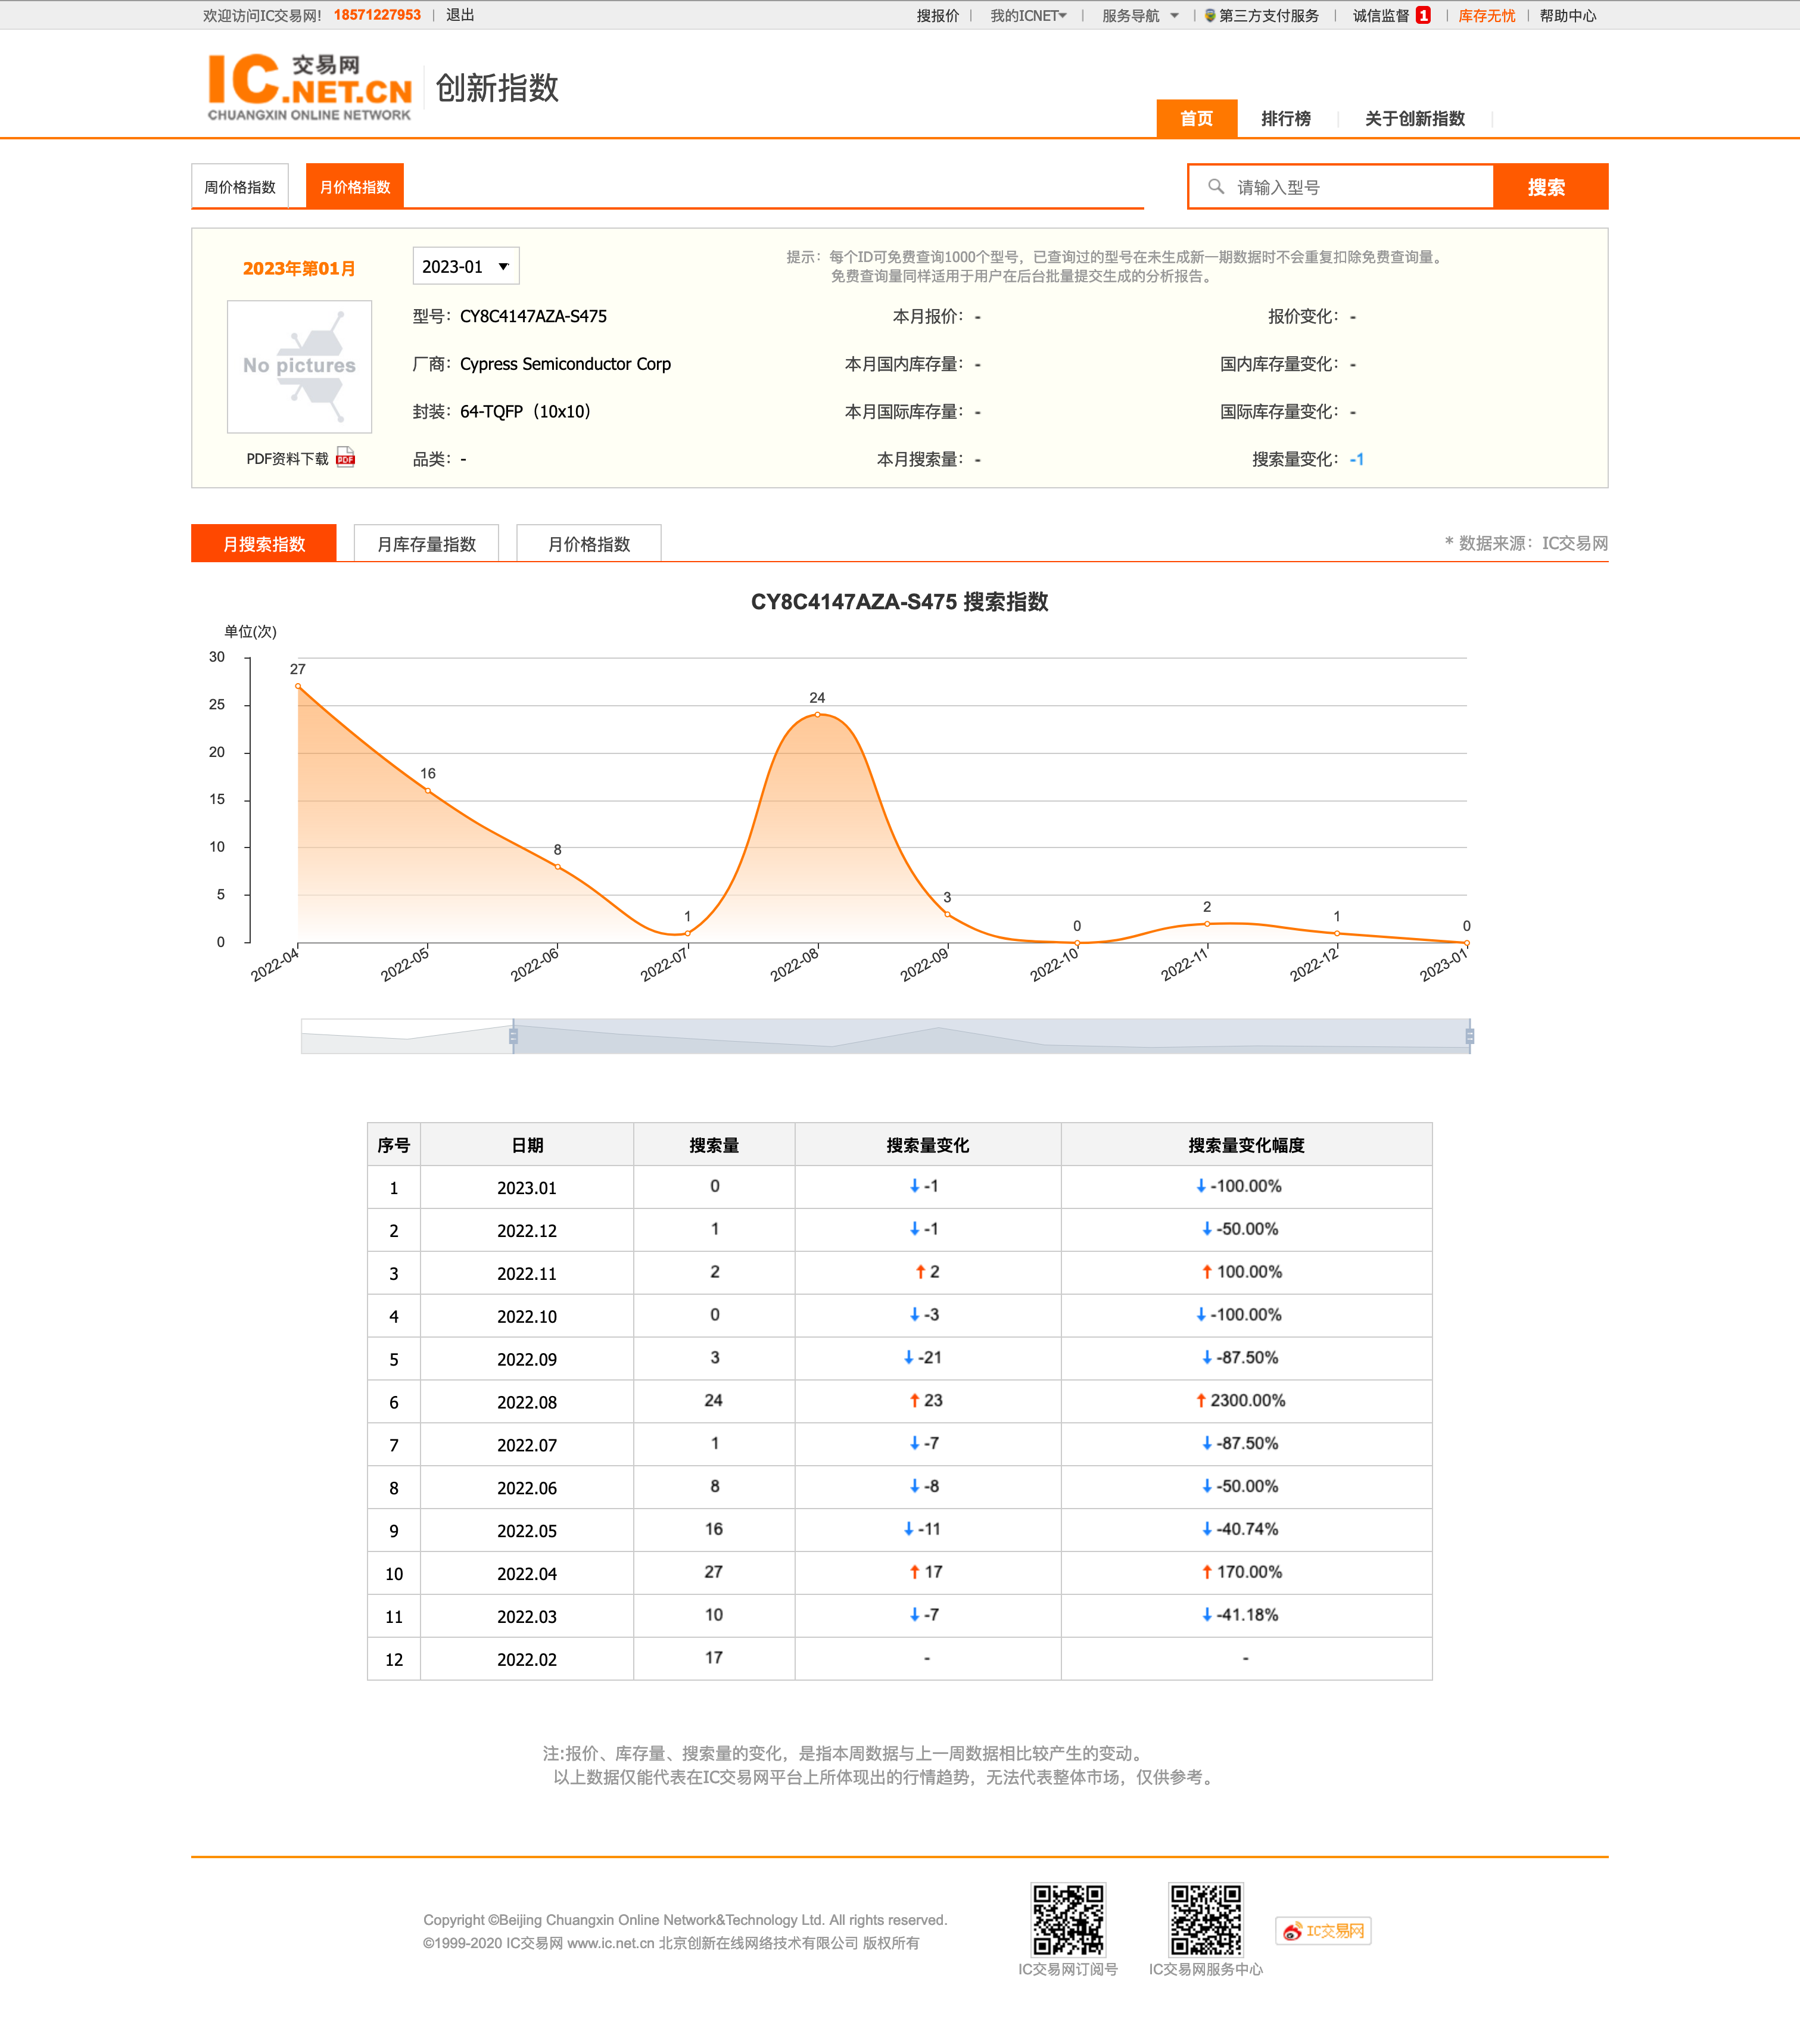 欢迎访问IC交易网! 18571227953 | 退出
搜报价 | 我的ICNET | 服务导航 | 第三方支付服务 | 诚信监督 1 | 库存无忧 | 帮助中心
IC交易网
.NET.CN
CHUANGXIN ONLINE NETWORK
创新指数
首页 排行榜 关于创新指数
周价格指数 月价格指数
请输入型号 搜索
2023年第01月
2023-01
提示：每个ID可免费查询1000个型号，已查询过的型号在未生成新一期数据时不会重复扣除免费查询量。
免费查询量同样适用于用户在后台批量提交生成的分析报告。
No pictures
PDF资料下载 PDF
型号：CY8C4147AZA-S475 本月报价：- 报价变化：-
厂商：Cypress Semiconductor Corp 本月国内库存量：- 国内库存量变化：-
封装：64-TQFP（10x10） 本月国际库存量：- 国际库存量变化：-
品类：- 本月搜索量：- 搜索量变化：-1
月搜索指数 月库存量指数 月价格指数
* 数据来源：IC交易网
CY8C4147AZA-S475 搜索指数
单位(次)
30
25
20
15
10
5
0
27
16
8
1
24
3
0
2
1
0
2022-04 2022-05 2022-06 2022-07 2022-08 2022-09 2022-10 2022-11 2022-12 2023-01
序号 日期 搜索量 搜索量变化 搜索量变化幅度
1 2023.01 0 ↓-1 ↓-100.00%
2 2022.12 1 ↓-1 ↓-50.00%
3 2022.11 2 ↑2 ↑100.00%
4 2022.10 0 ↓-3 ↓-100.00%
5 2022.09 3 ↓-21 ↓-87.50%
6 2022.08 24 ↑23 ↑2300.00%
7 2022.07 1 ↓-7 ↓-87.50%
8 2022.06 8 ↓-8 ↓-50.00%
9 2022.05 16 ↓-11 ↓-40.74%
10 2022.04 27 ↑17 ↑170.00%
11 2022.03 10 ↓-7 ↓-41.18%
12 2022.02 17 - -
注:报价、库存量、搜索量的变化，是指本周数据与上一周数据相比较产生的变动。
以上数据仅能代表在IC交易网平台上所体现出的行情趋势，无法代表整体市场，仅供参考。
Copyright ©Beijing Chuangxin Online Network&Technology Ltd. All rights reserved.
©1999-2020 IC交易网 www.ic.net.cn 北京创新在线网络技术有限公司 版权所有
IC交易网订阅号
IC交易网服务中心
IC交易网